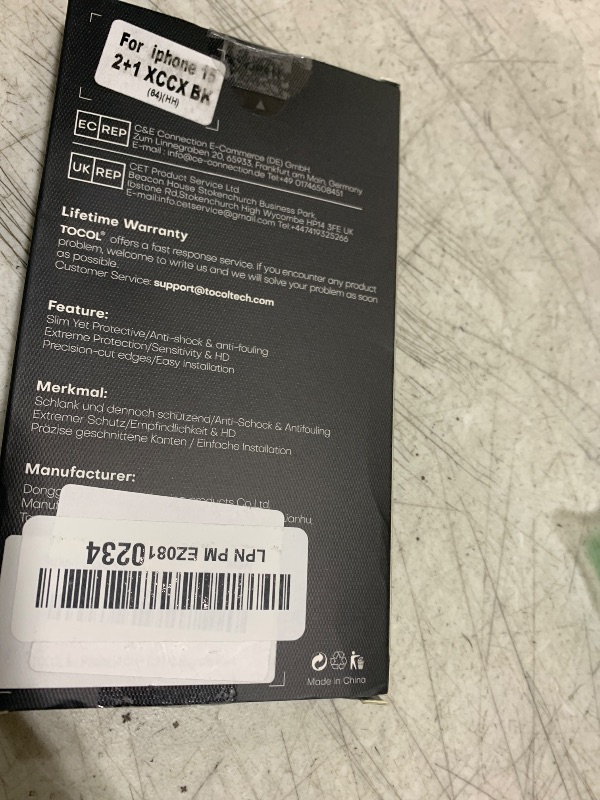 For iphone 15
2+1 XCCX BK
(84)(HH)
EC REP
C&E Connection E-Commerce (DE) GmbH
Zum Linnegraben 20, 65933, Frankfurt am Main, Germany
E-mail : info@ce-connection.de Tel:+49 01746508451
UK REP
CET Product Service Ltd.
Beacon House Stokenchurch Business Park,
Ibstone Rd, Stokenchurch High Wycombe HP14 3FE UK
E-mail:info.cetservice@gmail.com Tel:+447419325266
Lifetime Warranty
TOCOL® offers a fast response service. if you encounter any product
problem, welcome to write us and we will solve your problem as soon
as possible.
Customer Service: support@tocoltech.com
Feature:
Slim Yet Protective/Anti-shock & anti-fouling
Extreme Protection/Sensitivity & HD
Precision-cut edges/Easy Installation
Merkmal:
Schlank und dennoch schützend/Anti-Schock & Antifouling
Extremer Schutz/Empfindlichkeit & HD
Präzise geschnittene Kanten / Einfache Installation
Manufacturer:
Co.Ltd
LPN PM EZ0810234
Made in China